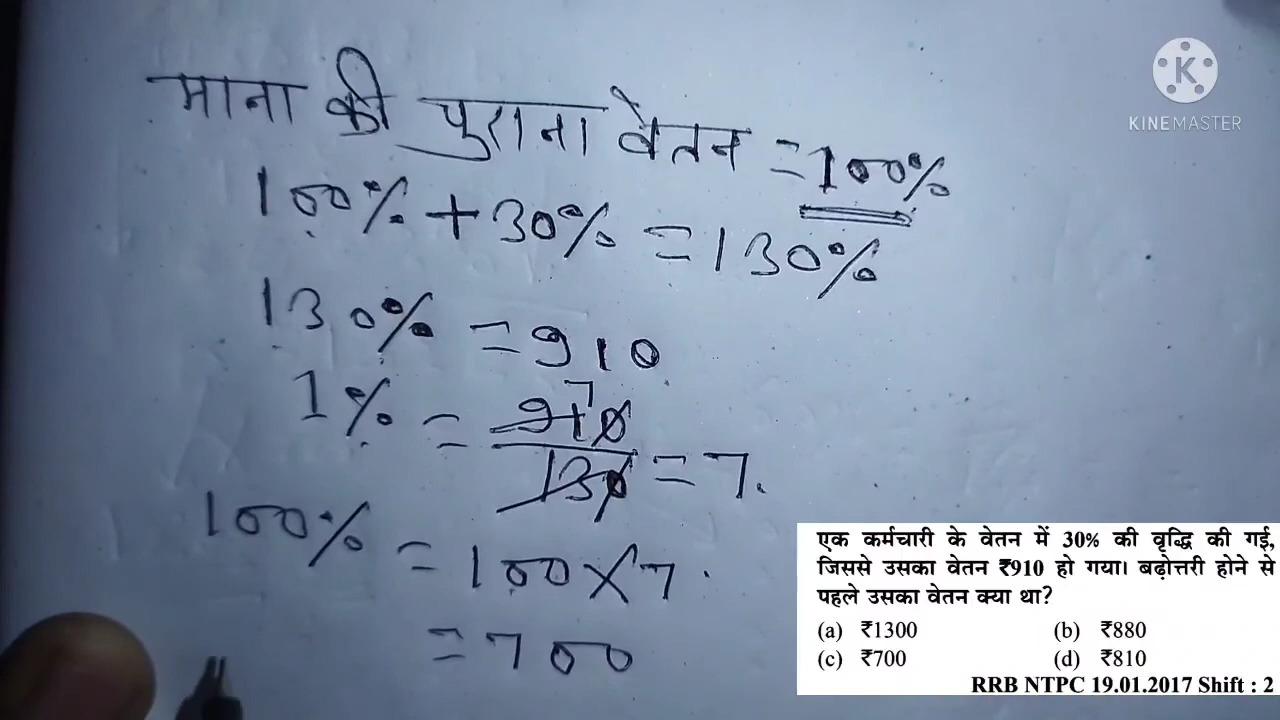 माना की पुराना वेतन = 100%
100% + 30% = 130%
130% = 910
1% = 910/130 = 7.
7
100% = 100 × 7.
= 700
KINEMASTER
एक कर्मचारी के वेतन में 30% की वृद्धि की गई,
जिससे उसका वेतन ₹910 हो गया। बढ़ोत्तरी होने से
पहले उसका वेतन क्या था?
(a) ₹1300 (b) ₹880
(c) ₹700 (d) ₹810
RRB NTPC 19.01.2017 Shift : 2